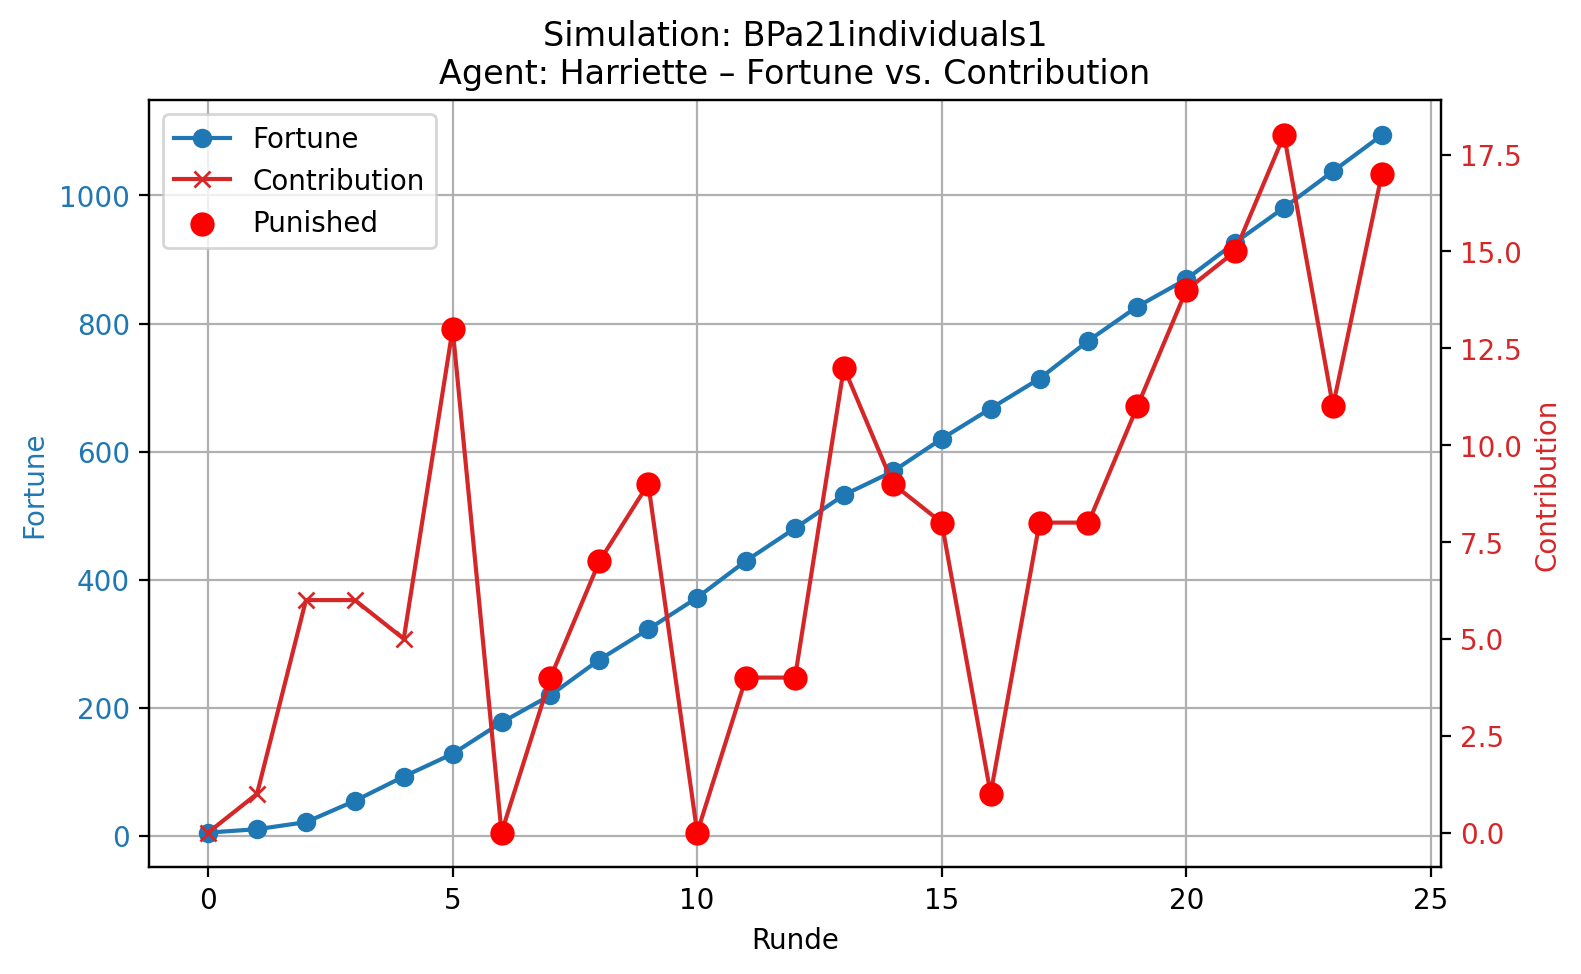 Simulation: BPa21individuals1
Agent: Harriette – Fortune vs. Contribution
Fortune
Contribution
Punished
1000
800
600
400
200
0
Fortune
17.5
15.0
12.5
10.0
7.5
5.0
2.5
0.0
Contribution
0 5 10 15 20 25
Runde